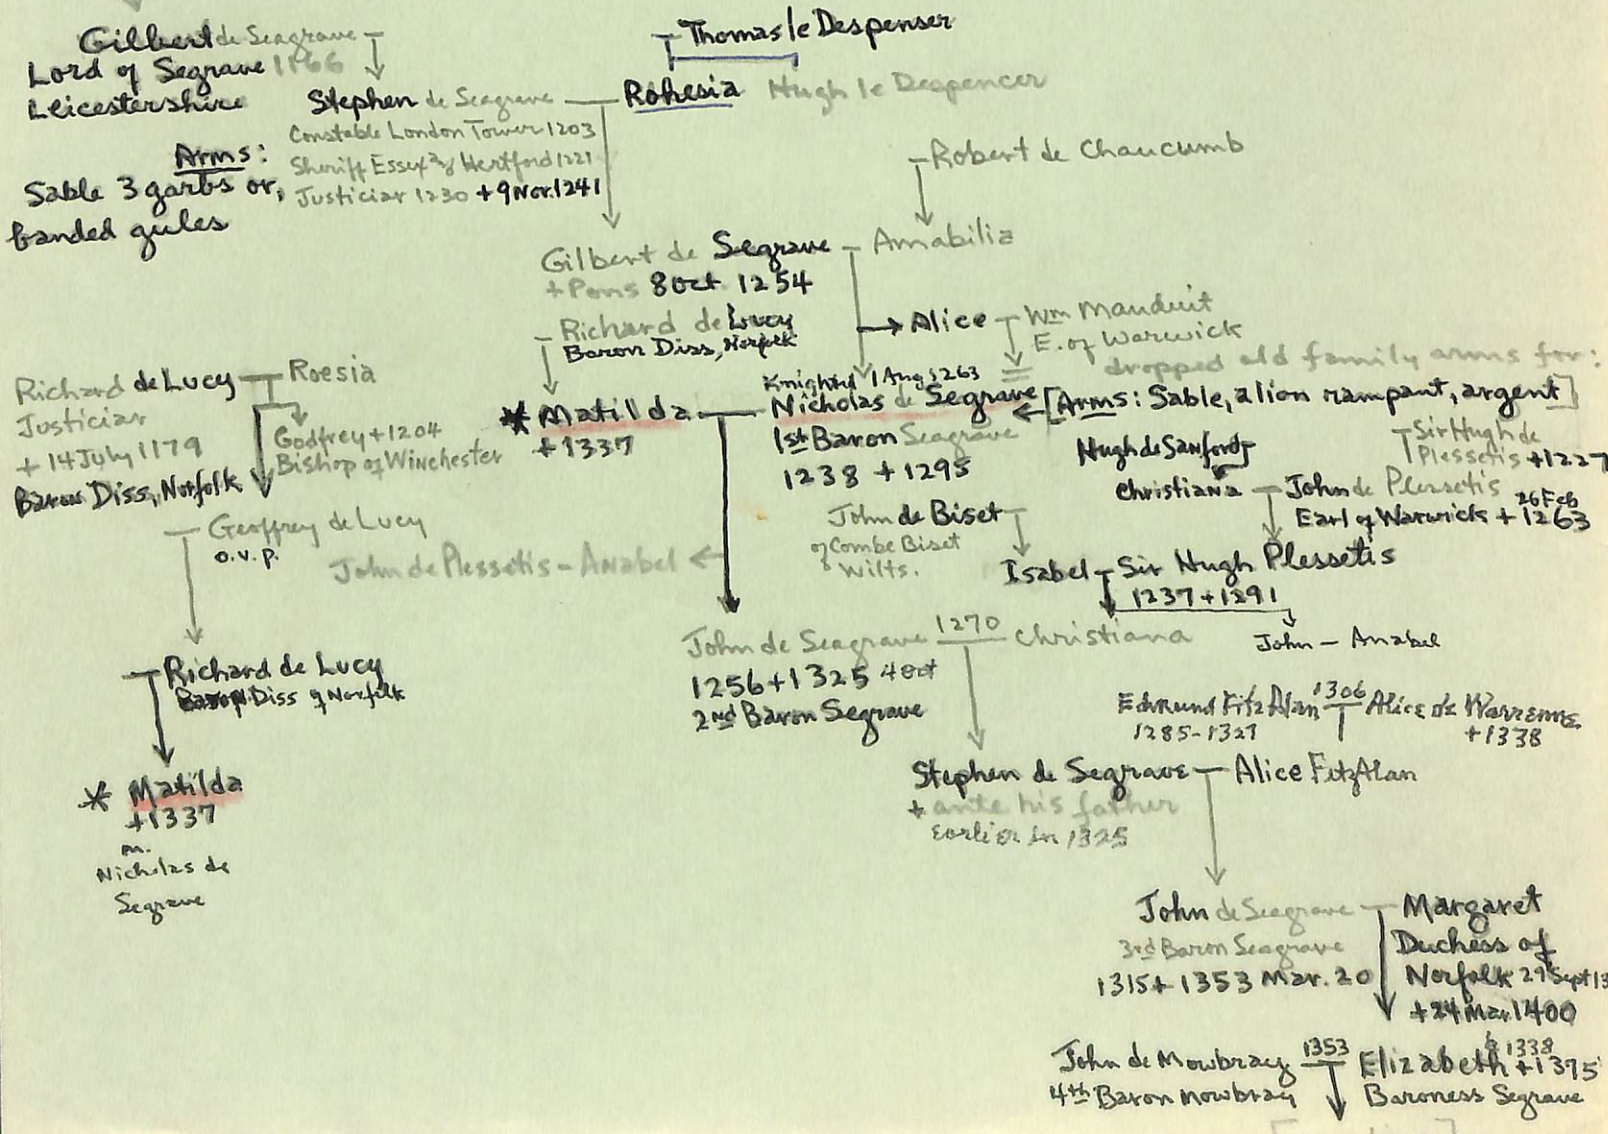 Gilbert de Seagrave
Lord of Segrave 1166
Leicestershire
Thomas le Despenser
Stephen de Seagrave
Rohesia Hugh le Despencer
Constable London Tower 1203
Sheriff Essex & Hertford 1221
Justiciar 1230 + 9 Nov. 1241
Arms:
Sable 3 garbs or,
banded gules
Robert de Chaucumb
Gilbert de Segrave
Amabilia
+ Pons 8 Oct 1254
Richard de Lucy
Baron Diss, Norfolk
Alice
Wm Mauduit
E. of Warwick
dropped old family arms for:
Richard de Lucy
Roesia
Justiciar
+ 14 July 1179
Baron Diss, Norfolk
Godfrey + 1204
Bishop of Winchester
* Matilda
+ 1337
Knighted 1 Aug 1263
Nicholas de Segrave
1st Baron Seagrave
1238 + 1295
[Arms: Sable, a lion rampant, argent]
Hugh de Sanford
Sir Hugh de
Plessetis + 1227
Christiana
John de Plessetis
26 Feb
Earl of Warwick + 1263
Geoffrey de Lucy
o.v.p.
John de Plessetis - Anabel
John de Biset
of Combe Biset
Wilts.
Isabel
Sir Hugh Plessetis
1237 + 1291
John - Anabel
John de Seagrave 1270 Christiana
1256 + 1325 4 Oct
2nd Baron Segrave
Richard de Lucy
Baron Diss Norfolk
Edmund FitzAlan 1306 Alice de Warrenne
1285-1327
+ 1338
* Matilda
+ 1337
m.
Nicholas de
Segrave
Stephen de Segrave
Alice FitzAlan
+ ante his father
Earlier in 1325
John de Seagrave
3rd Baron Seagrave
1315 + 1353 Mar. 20
Margaret
Duchess of
Norfolk 29 Sept 13
+ 24 Mar. 1400
John de Mowbray 1353 Elizabeth + 1375
1338
4th Baron Mowbray
Baroness Segrave